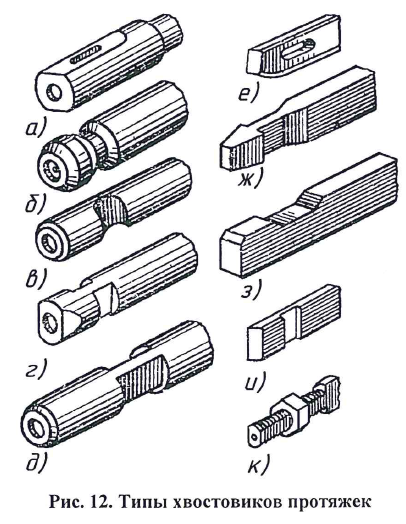 а)
б)
в)
г)
д)
е)
ж)
з)
и)
к)
Рис. 12. Типы хвостовиков протяжек